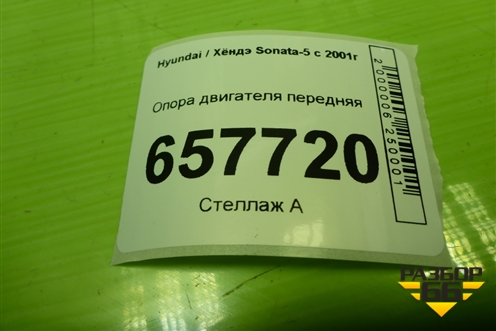 Hyundai / Хёндэ Sonata-5 с 2001г
Опора двигателя передняя
657720
Стеллаж А
2000006250001
РАЗБОР
66